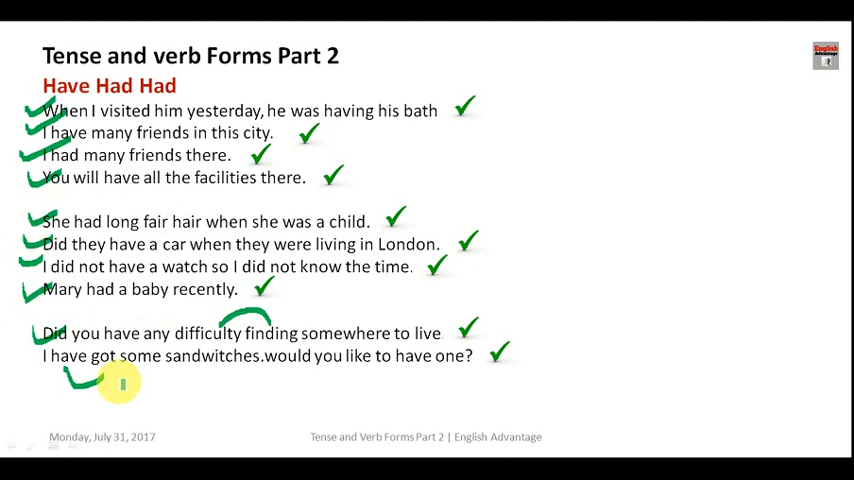 Tense and verb Forms Part 2
English
Advantage
Have Had Had
When I visited him yesterday, he was having his bath
I have many friends in this city.
I had many friends there.
You will have all the facilities there.
She had long fair hair when she was a child.
Did they have a car when they were living in London.
I did not have a watch so I did not know the time.
Mary had a baby recently.
Did you have any difficulty finding somewhere to live.
I have got some sandwitches.would you like to have one?
Monday, July 31, 2017
Tense and Verb Forms Part 2 | English Advantage